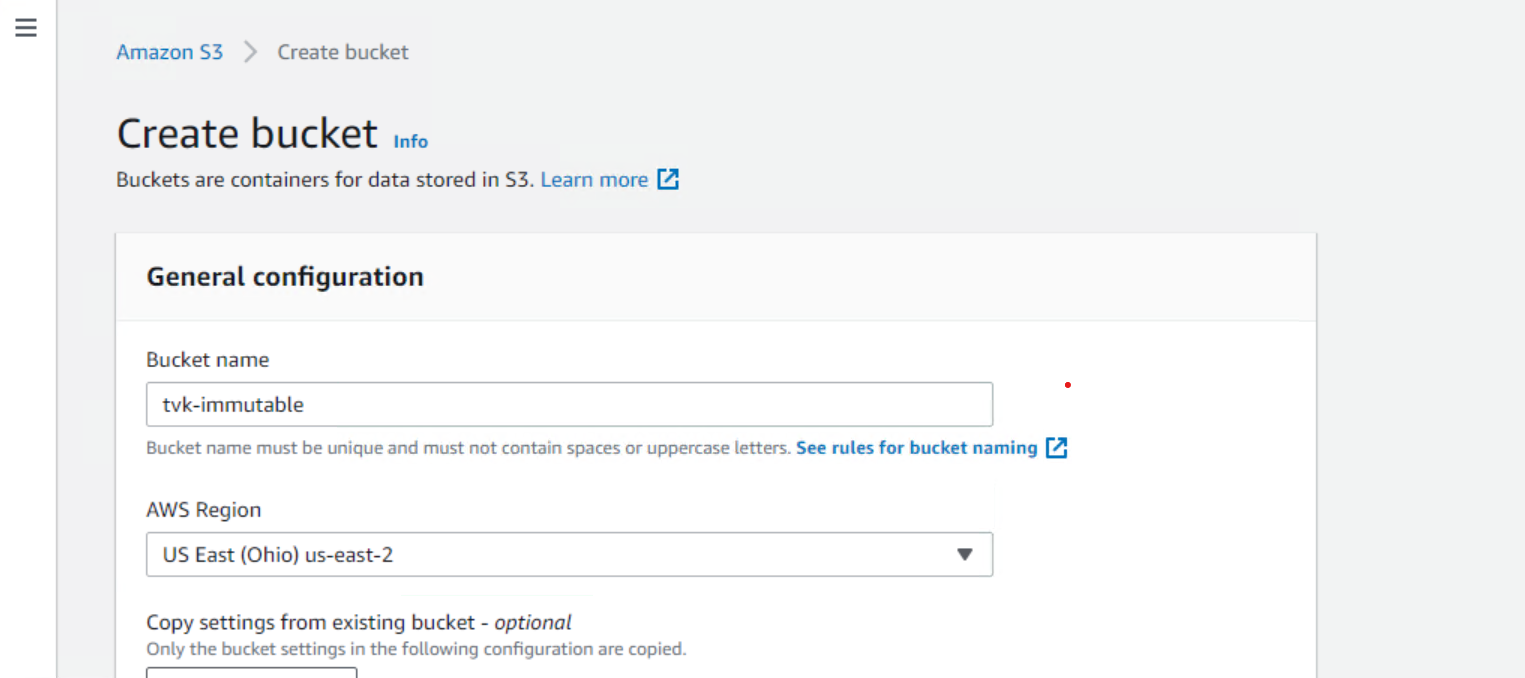 Amazon S3 > Create bucket
Create bucket Info
Buckets are containers for data stored in S3. Learn more
General configuration
Bucket name
tvk-immutable
Bucket name must be unique and must not contain spaces or uppercase letters. See rules for bucket naming
AWS Region
US East (Ohio) us-east-2
Copy settings from existing bucket - optional
Only the bucket settings in the following configuration are copied.